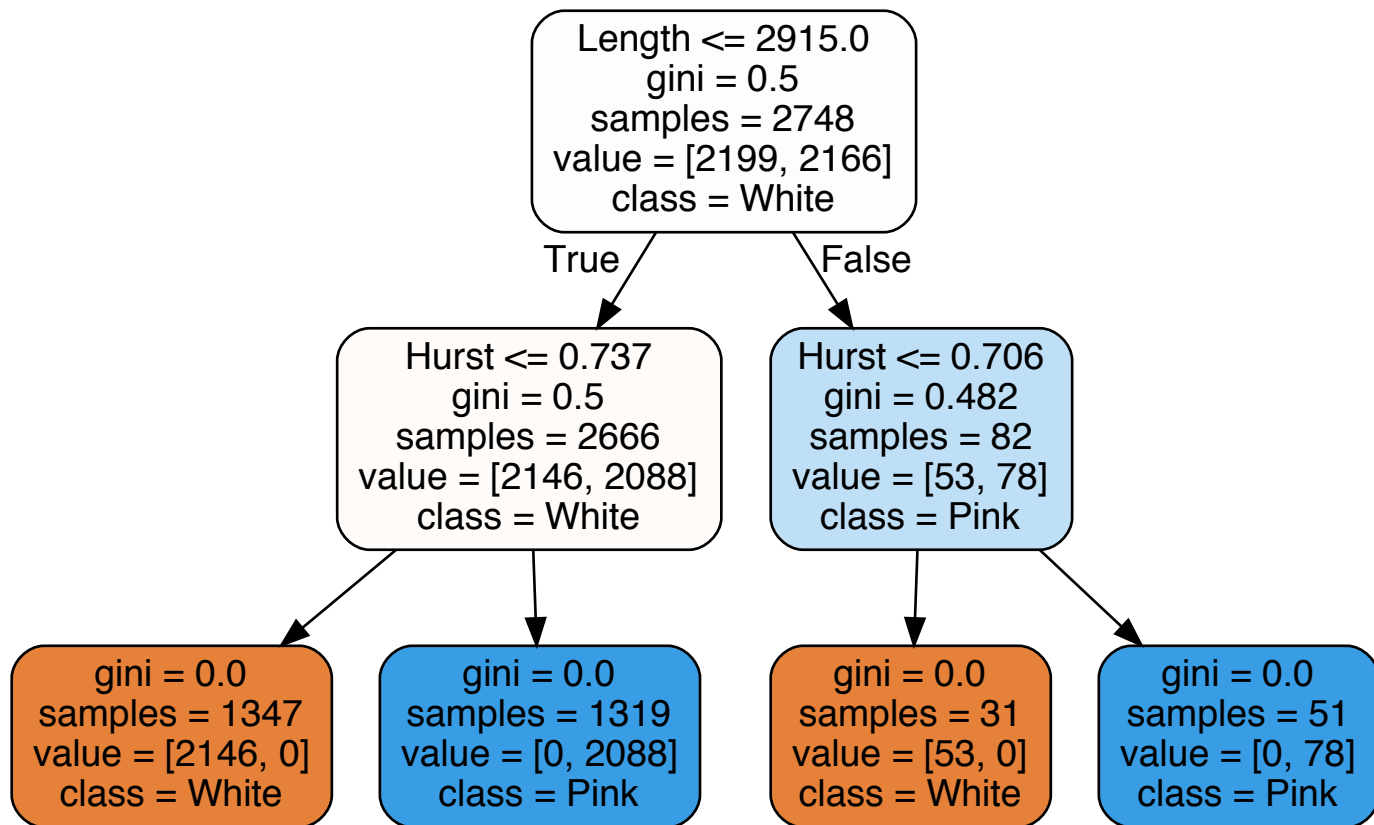 Length <= 2915.0
gini = 0.5
samples = 2748
value = [2199, 2166]
class = White
True
False
Hurst <= 0.737
gini = 0.5
samples = 2666
value = [2146, 2088]
class = White
Hurst <= 0.706
gini = 0.482
samples = 82
value = [53, 78]
class = Pink
gini = 0.0
samples = 1347
value = [2146, 0]
class = White
gini = 0.0
samples = 1319
value = [0, 2088]
class = Pink
gini = 0.0
samples = 31
value = [53, 0]
class = White
gini = 0.0
samples = 51
value = [0, 78]
class = Pink